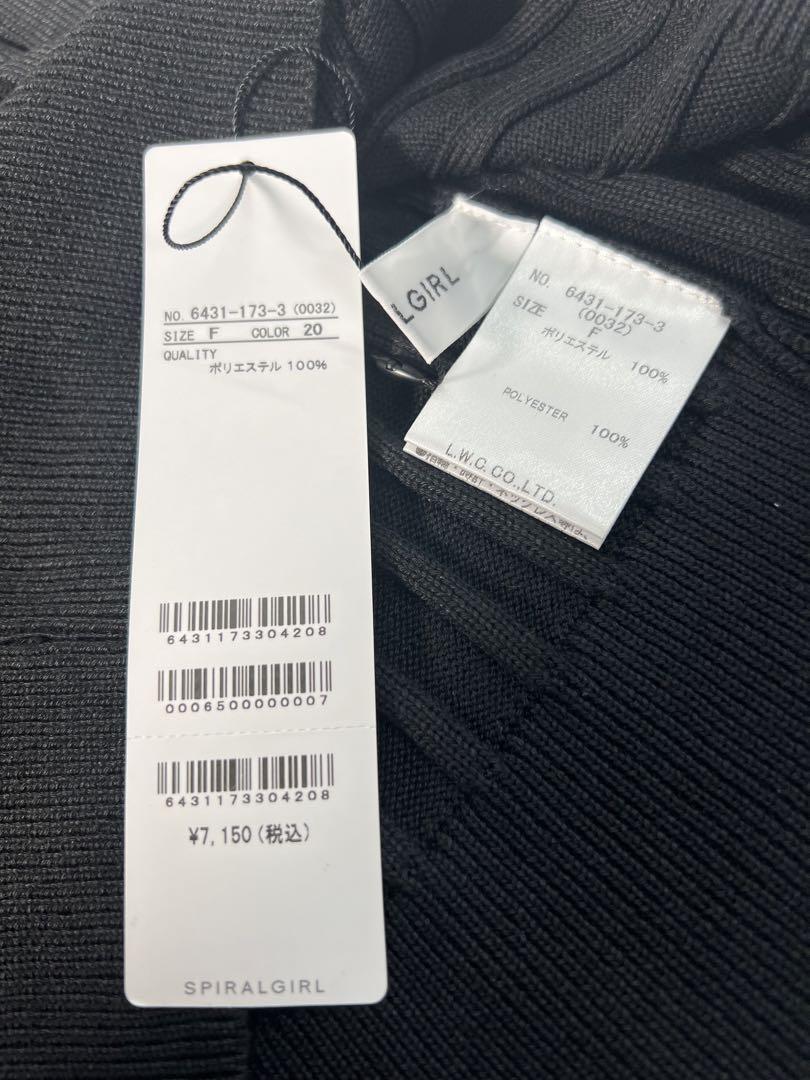 NO. 6431-173-3 (0032)
SIZE F COLOR 20
QUALITY
ポリエステル 100%
6431173304208
0006500000007
6431173304208
¥7,150(税込)
SPIRALGIRL
LGIRL
NO. 6431-173-3
(0032)
SIZE F
ポリエステル 100%
POLYESTER 100%
L.W.C. CO.,LTD.